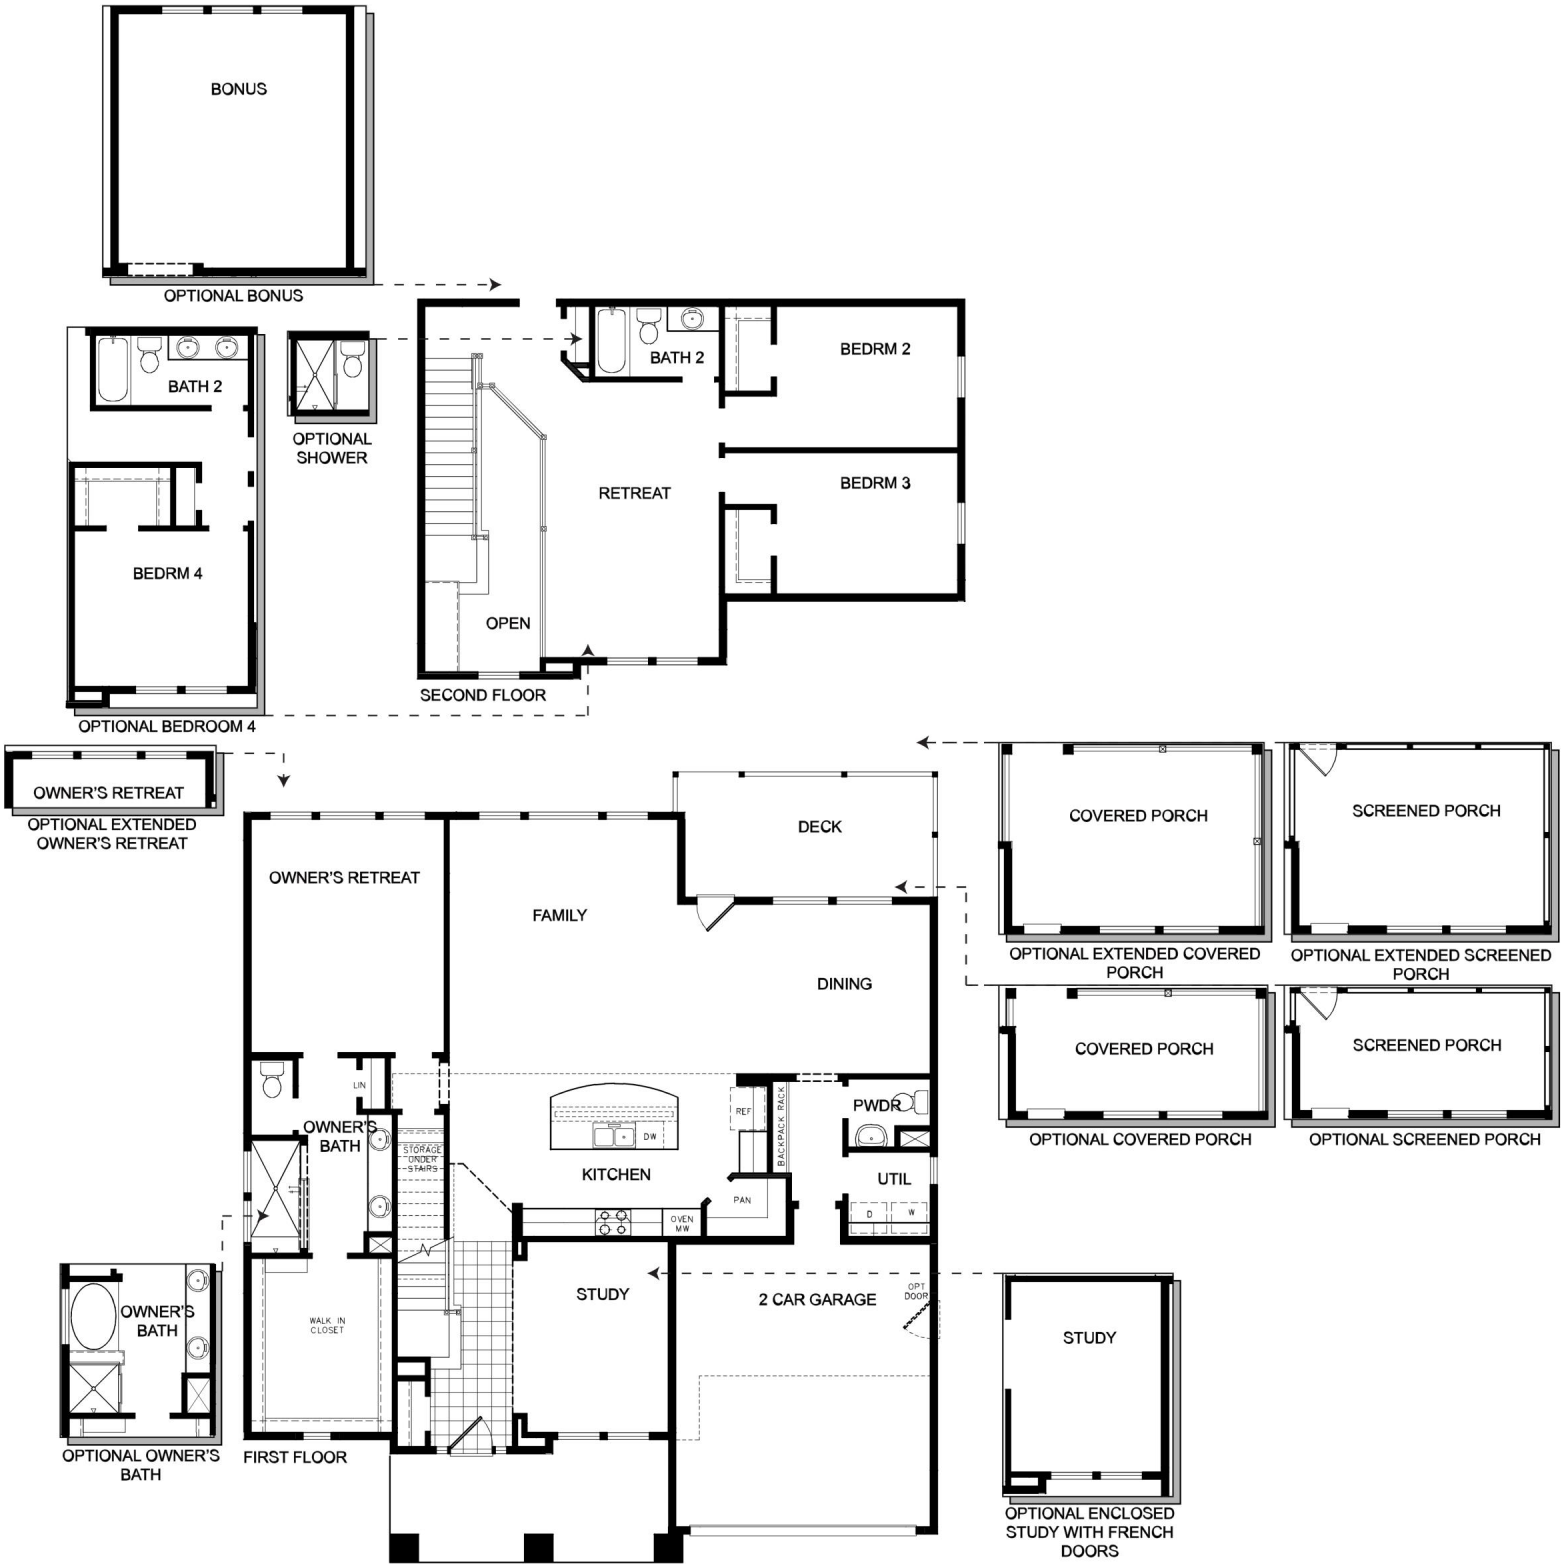 BONUS
OPTIONAL BONUS
BATH 2
BEDRM 4
OPTIONAL BEDROOM 4
OPTIONAL
SHOWER
BATH 2
BEDRM 2
BEDRM 3
RETREAT
OPEN
SECOND FLOOR
OWNER'S RETREAT
OPTIONAL EXTENDED
OWNER'S RETREAT
OWNER'S RETREAT
FAMILY
DECK
DINING
LIN
OWNER'S
BATH
STORAGE
UNDER
STAIRS
DW
KITCHEN
REF
BACKPACK RACK
PWDR
UTIL
D
W
PAN
OVEN
MW
WALK IN
CLOSET
STUDY
2 CAR GARAGE
OPT
DOOR
FIRST FLOOR
OWNER'S
BATH
OPTIONAL OWNER'S
BATH
COVERED PORCH
OPTIONAL EXTENDED COVERED
PORCH
SCREENED PORCH
OPTIONAL EXTENDED SCREENED
PORCH
COVERED PORCH
OPTIONAL COVERED PORCH
SCREENED PORCH
OPTIONAL SCREENED PORCH
STUDY
OPTIONAL ENCLOSED
STUDY WITH FRENCH
DOORS